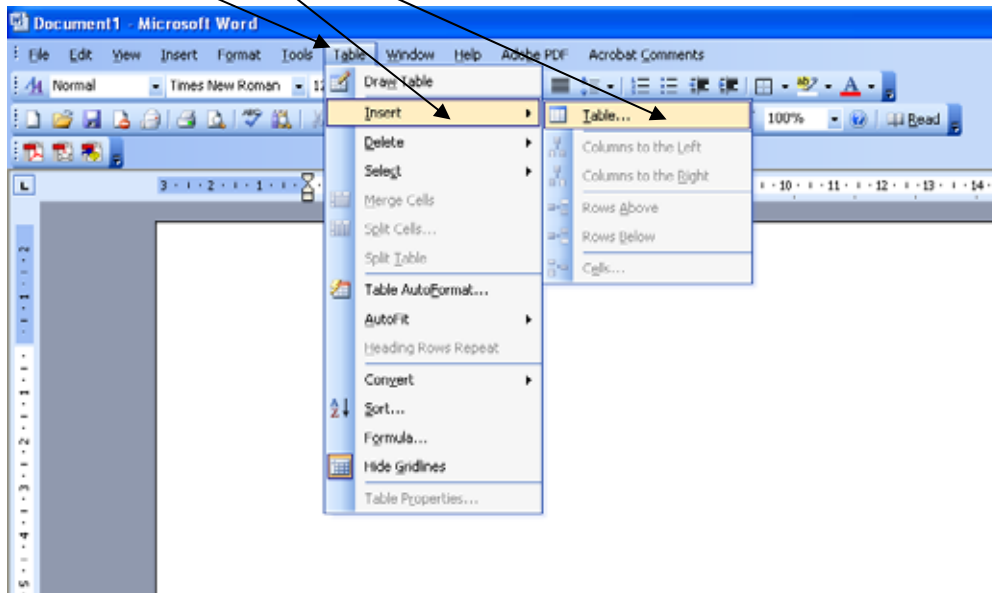 Document1 - Microsoft Word
File Edit View Insert Format Tools Table Window Help Adobe PDF Acrobat Comments
Normal Times New Roman
Draw Table
Insert
Table...
100% Read
Delete
Columns to the Left
Select
Columns to the Right
3 2 1 10 11 12 13 14
Merge Cells
Rows Above
Split Cells...
Rows Below
Split Table
Cells...
Table AutoFormat...
AutoFit
Heading Rows Repeat
Convert
Sort...
Formula...
Hide Gridlines
Table Properties...